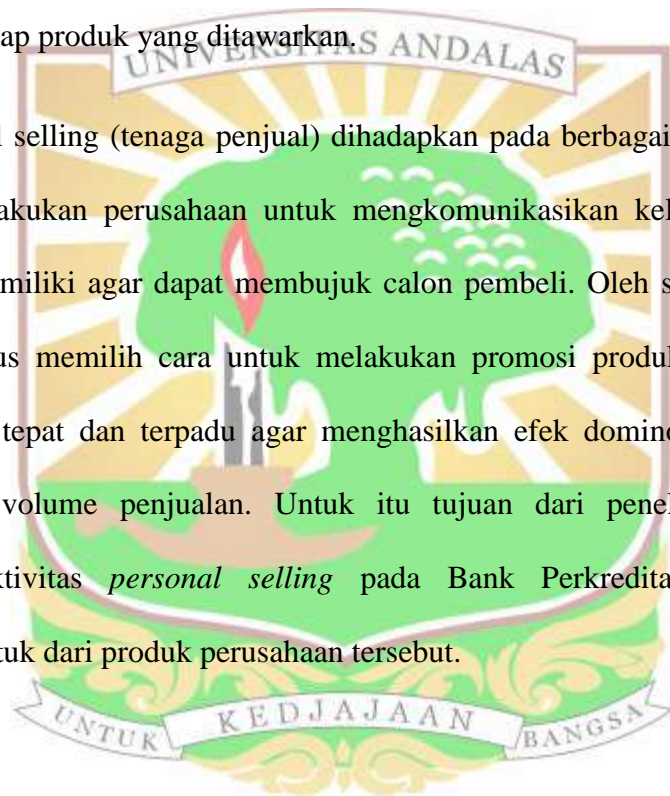 ap produk yang ditawarkan.
UNIVERSITAS ANDALAS
selling (tenaga penjual) dihadapkan pada berbagai
akukan perusahaan untuk mengkomunikasikan kel
miliki agar dapat membujuk calon pembeli. Oleh s
us memilih cara untuk melakukan promosi produk
tepat dan terpadu agar menghasilkan efek domino
volume penjualan. Untuk itu tujuan dari penel
ktivitas personal selling pada Bank Perkredita
tuk dari produk perusahaan tersebut.
UNTUK KEDJAJAAN BANGSA